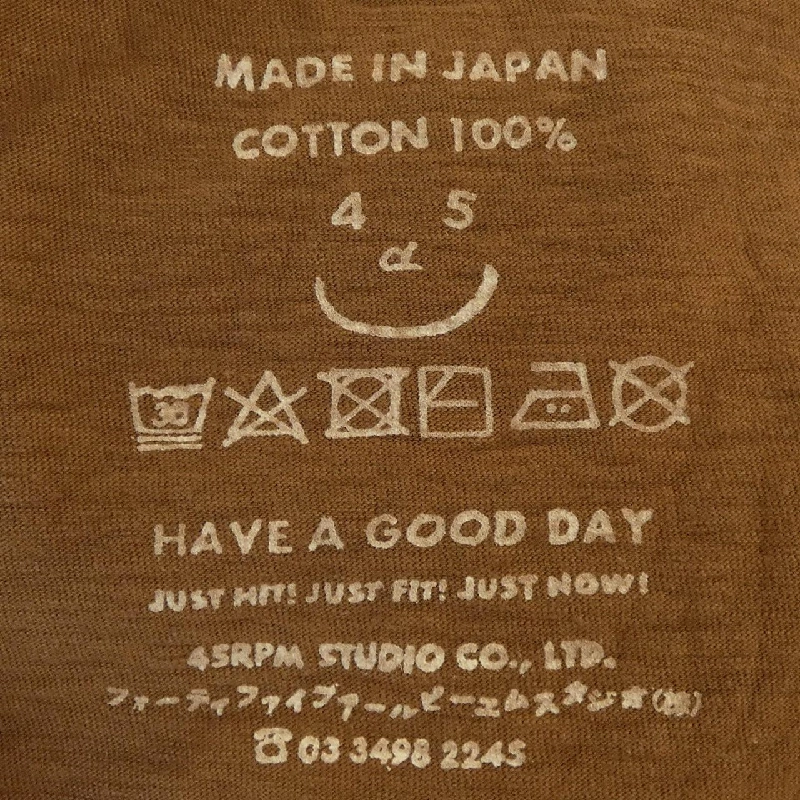 MADE IN JAPAN
COTTON 100%
4 5
R
30
HAVE A GOOD DAY
JUST HIT! JUST FIT! JUST NOW!
45RPM STUDIO CO., LTD.
フォーティファイブアールピーエムスタジオ(株)
☎03 3498 2245